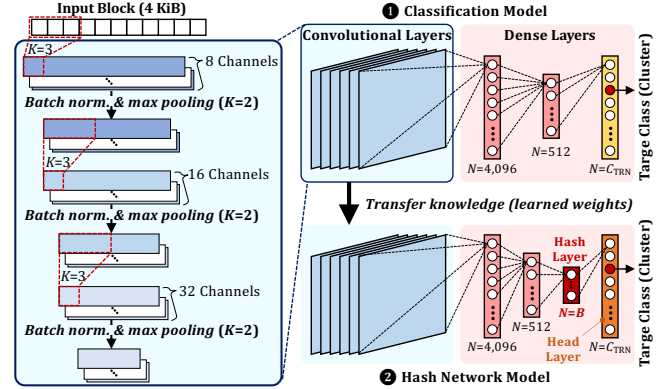 Input Block (4 KiB)
K=3
8 Channels
Batch norm. & max pooling (K=2)
K=3
16 Channels
Batch norm. & max pooling (K=2)
K=3
32 Channels
Batch norm. & max pooling (K=2)
1 Classification Model
Convolutional Layers
Dense Layers
N=4,096
N=512
N=CTRN
Targe Class (Cluster)
Transfer knowledge (learned weights)
N=4,096
N=512
Hash
Layer
N=B
Head
Layer
N=CTRN
Targe Class (Cluster)
2 Hash Network Model